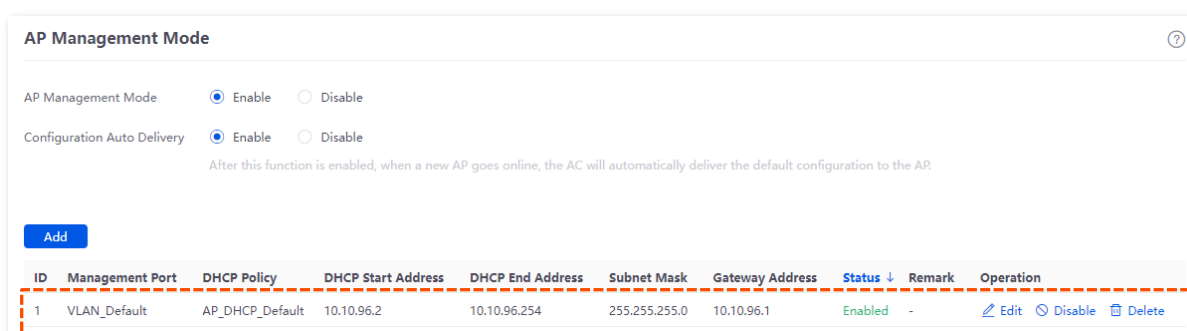 AP Management Mode
AP Management Mode Enable Disable
Configuration Auto Delivery Enable Disable
After this function is enabled, when a new AP goes online, the AC will automatically deliver the default configuration to the AP.
Add
ID Management Port DHCP Policy DHCP Start Address DHCP End Address Subnet Mask Gateway Address Status ↓ Remark Operation
1 VLAN_Default AP_DHCP_Default 10.10.96.2 10.10.96.254 255.255.255.0 10.10.96.1 Enabled - Edit Disable Delete